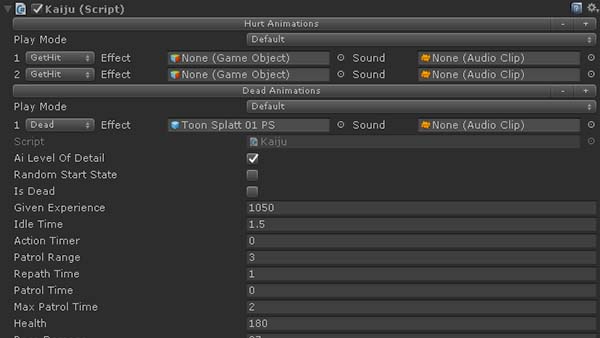 Kaiju (Script)
Hurt Animations - +
Play Mode Default
1 GetHit Effect None (Game Object) Sound None (Audio Clip)
2 GetHit Effect None (Game Object) Sound None (Audio Clip)
Dead Animations - +
Play Mode Default
1 Dead Effect Toon Splatt 01 PS Sound None (Audio Clip)
Script Kaiju
Ai Level Of Detail
Random Start State
Is Dead
Given Experience 1050
Idle Time 1.5
Action Timer 0
Patrol Range 3
Repath Time 1
Patrol Time 0
Max Patrol Time 2
Health 180